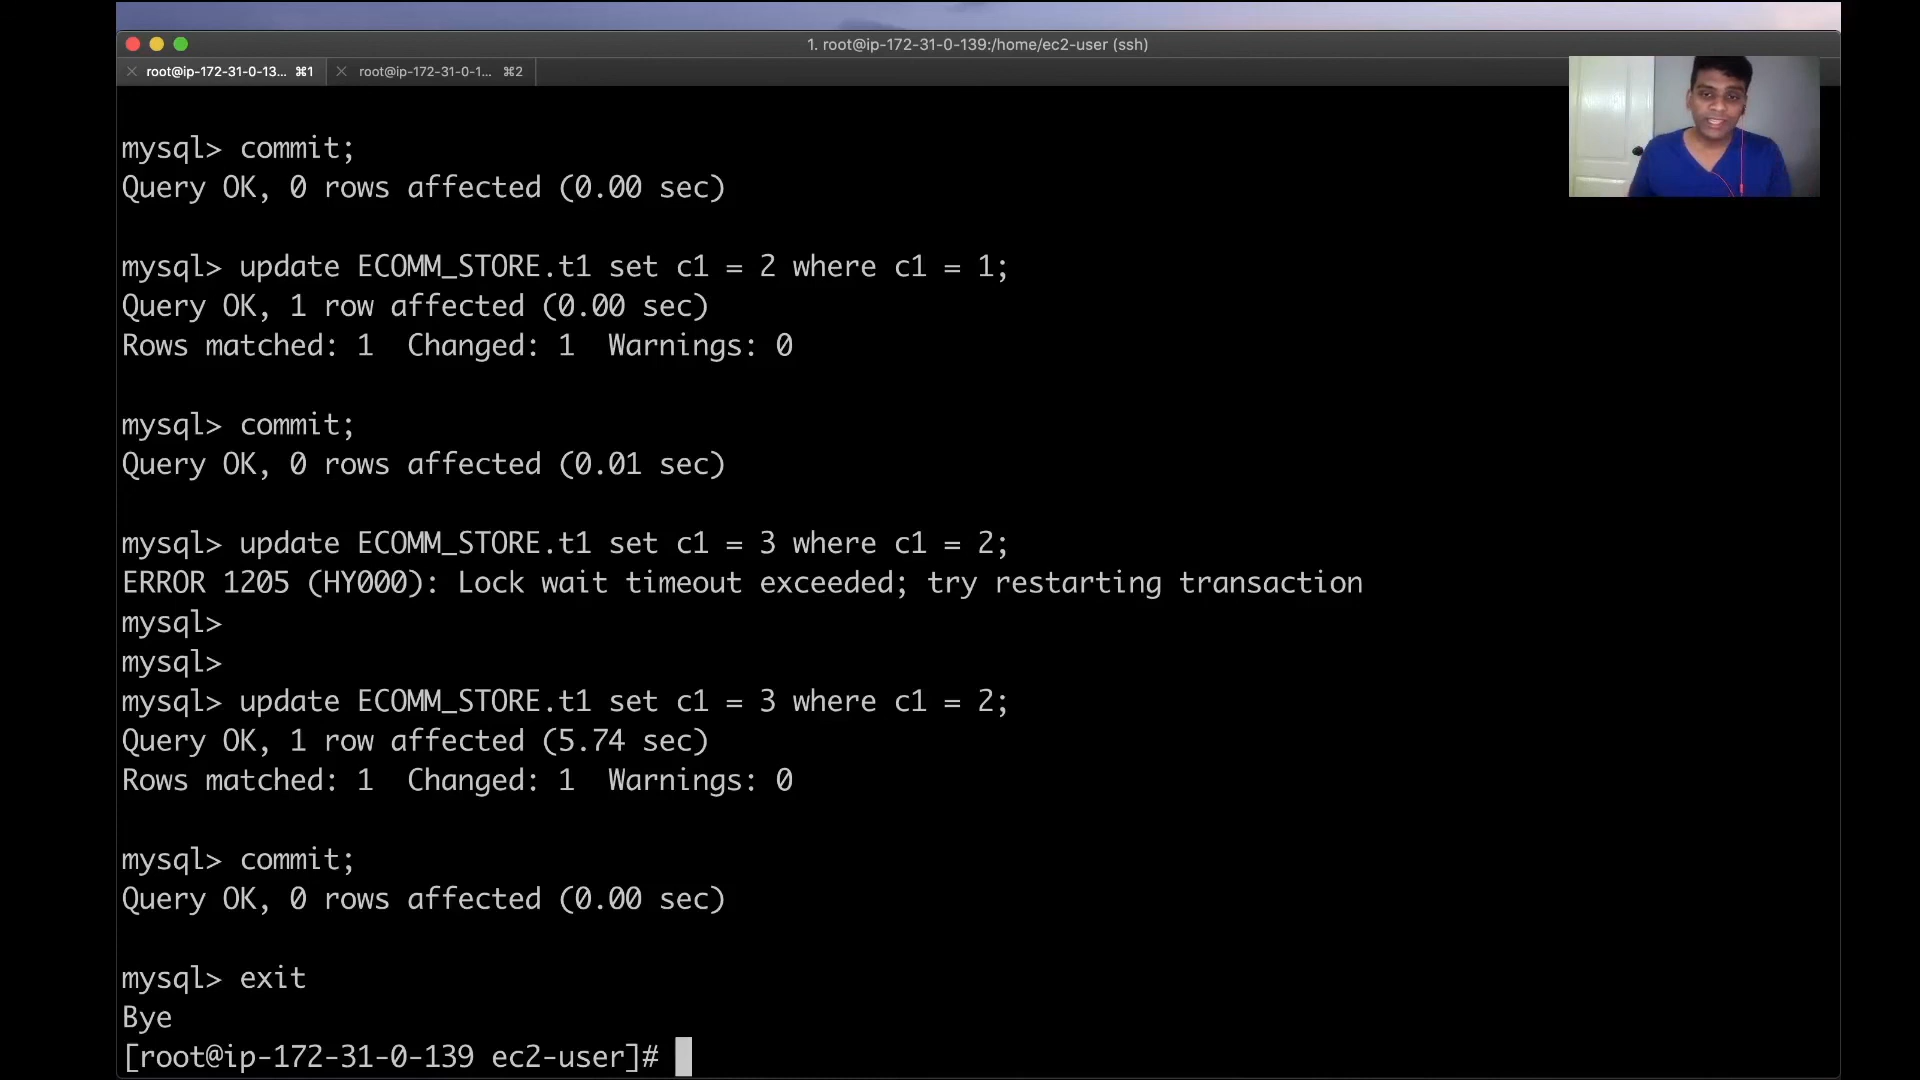 1. root@ip-172-31-0-139:/home/ec2-user (ssh)
root@ip-172-31-0-13... ⌘1 root@ip-172-31-0-1... ⌘2
mysql> commit;
Query OK, 0 rows affected (0.00 sec)
mysql> update ECOMM_STORE.t1 set c1 = 2 where c1 = 1;
Query OK, 1 row affected (0.00 sec)
Rows matched: 1  Changed: 1  Warnings: 0
mysql> commit;
Query OK, 0 rows affected (0.01 sec)
mysql> update ECOMM_STORE.t1 set c1 = 3 where c1 = 2;
ERROR 1205 (HY000): Lock wait timeout exceeded; try restarting transaction
mysql>
mysql>
mysql> update ECOMM_STORE.t1 set c1 = 3 where c1 = 2;
Query OK, 1 row affected (5.74 sec)
Rows matched: 1  Changed: 1  Warnings: 0
mysql> commit;
Query OK, 0 rows affected (0.00 sec)
mysql> exit
Bye
[root@ip-172-31-0-139 ec2-user]#